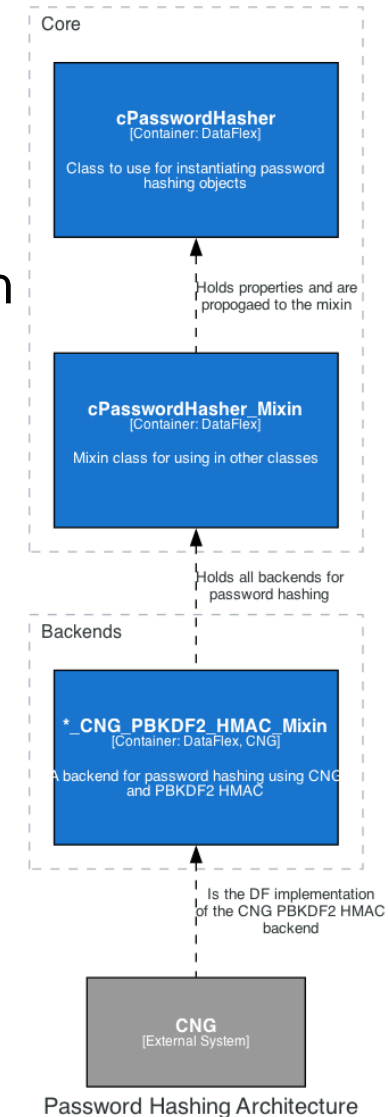 Core
cPasswordHasher
[Container: DataFlex]
Class to use for instantiating password
hashing objects
n
Holds properties and are
propogaed to the mixin
cPasswordHasher_Mixin
[Container: DataFlex]
Mixin class for using in other classes
Holds all backends for
password hashing
Backends
*_CNG_PBKDF2_HMAC_Mixin
[Container: DataFlex, CNG]
A backend for password hashing using CNG
and PBKDF2 HMAC
Is the DF implementation
of the CNG PBKDF2 HMAC
backend
CNG
[External System]
Password Hashing Architecture